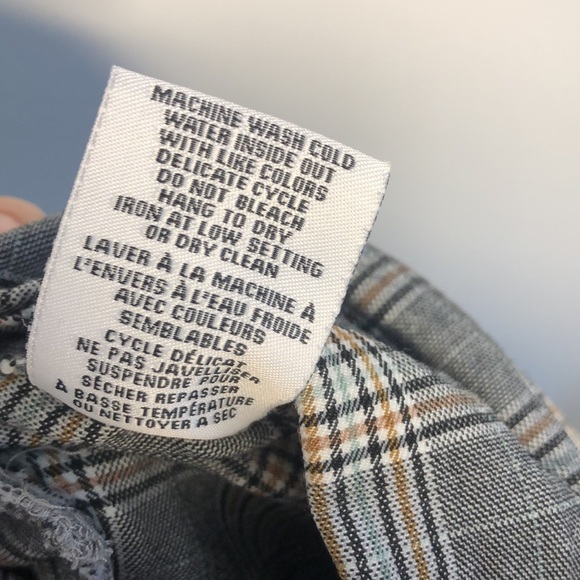 MACHINE WASH COLD
WATER INSIDE OUT
WITH LIKE COLORS
DELICATE CYCLE
DO NOT BLEACH
HANG TO DRY
IRON AT LOW SETTING
OR DRY CLEAN
LAVER À LA MACHINE À
L'ENVERS À L'EAU FROIDE
AVEC COULEURS
SEMBLABLES
CYCLE DÉLICAT
NE PAS JAVELLISER
SUSPENDRE POUR
SÉCHER REPASSER
À BASSE TEMPÉRATURE
OU NETTOYER A SEC